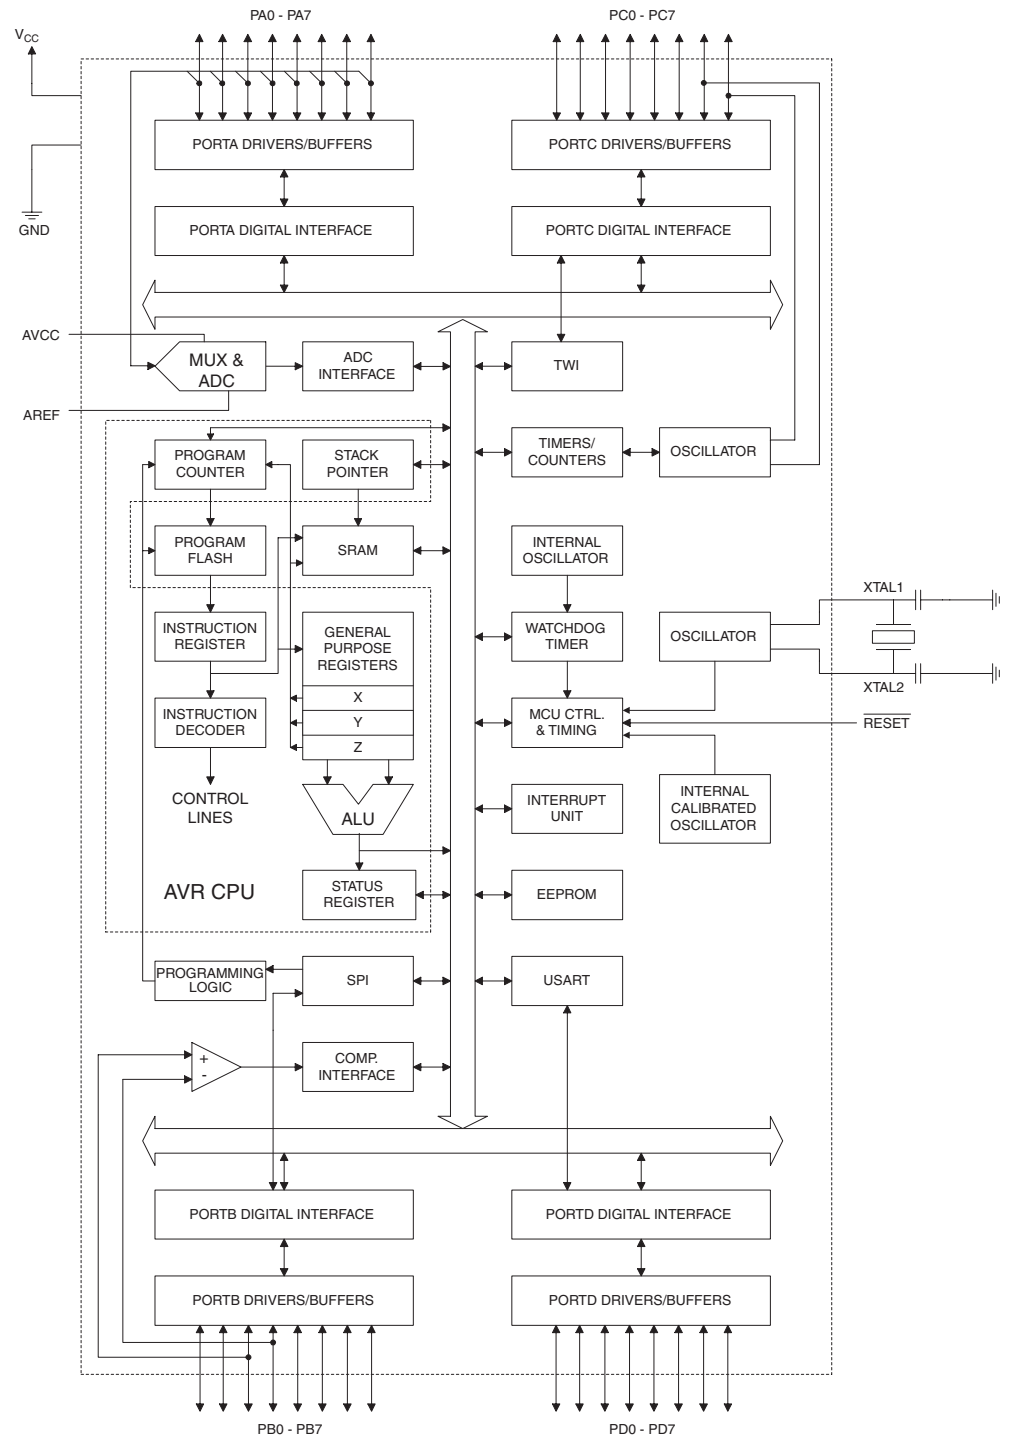 PA0 - PA7
PC0 - PC7
VCC
PORTA DRIVERS/BUFFERS
PORTC DRIVERS/BUFFERS
GND
PORTA DIGITAL INTERFACE
PORTC DIGITAL INTERFACE
AVCC
MUX &
ADC
ADC
INTERFACE
TWI
AREF
PROGRAM
COUNTER
STACK
POINTER
TIMERS/
COUNTERS
OSCILLATOR
PROGRAM
FLASH
SRAM
INTERNAL
OSCILLATOR
XTAL1
INSTRUCTION
REGISTER
GENERAL
PURPOSE
REGISTERS
WATCHDOG
TIMER
OSCILLATOR
XTAL2
X
INSTRUCTION
DECODER
Y
MCU CTRL.
& TIMING
RESET
Z
CONTROL
LINES
ALU
INTERRUPT
UNIT
INTERNAL
CALIBRATED
OSCILLATOR
AVR CPU
STATUS
REGISTER
EEPROM
PROGRAMMING
LOGIC
SPI
USART
+
-
COMP.
INTERFACE
PORTB DIGITAL INTERFACE
PORTD DIGITAL INTERFACE
PORTB DRIVERS/BUFFERS
PORTD DRIVERS/BUFFERS
PB0 - PB7
PD0 - PD7